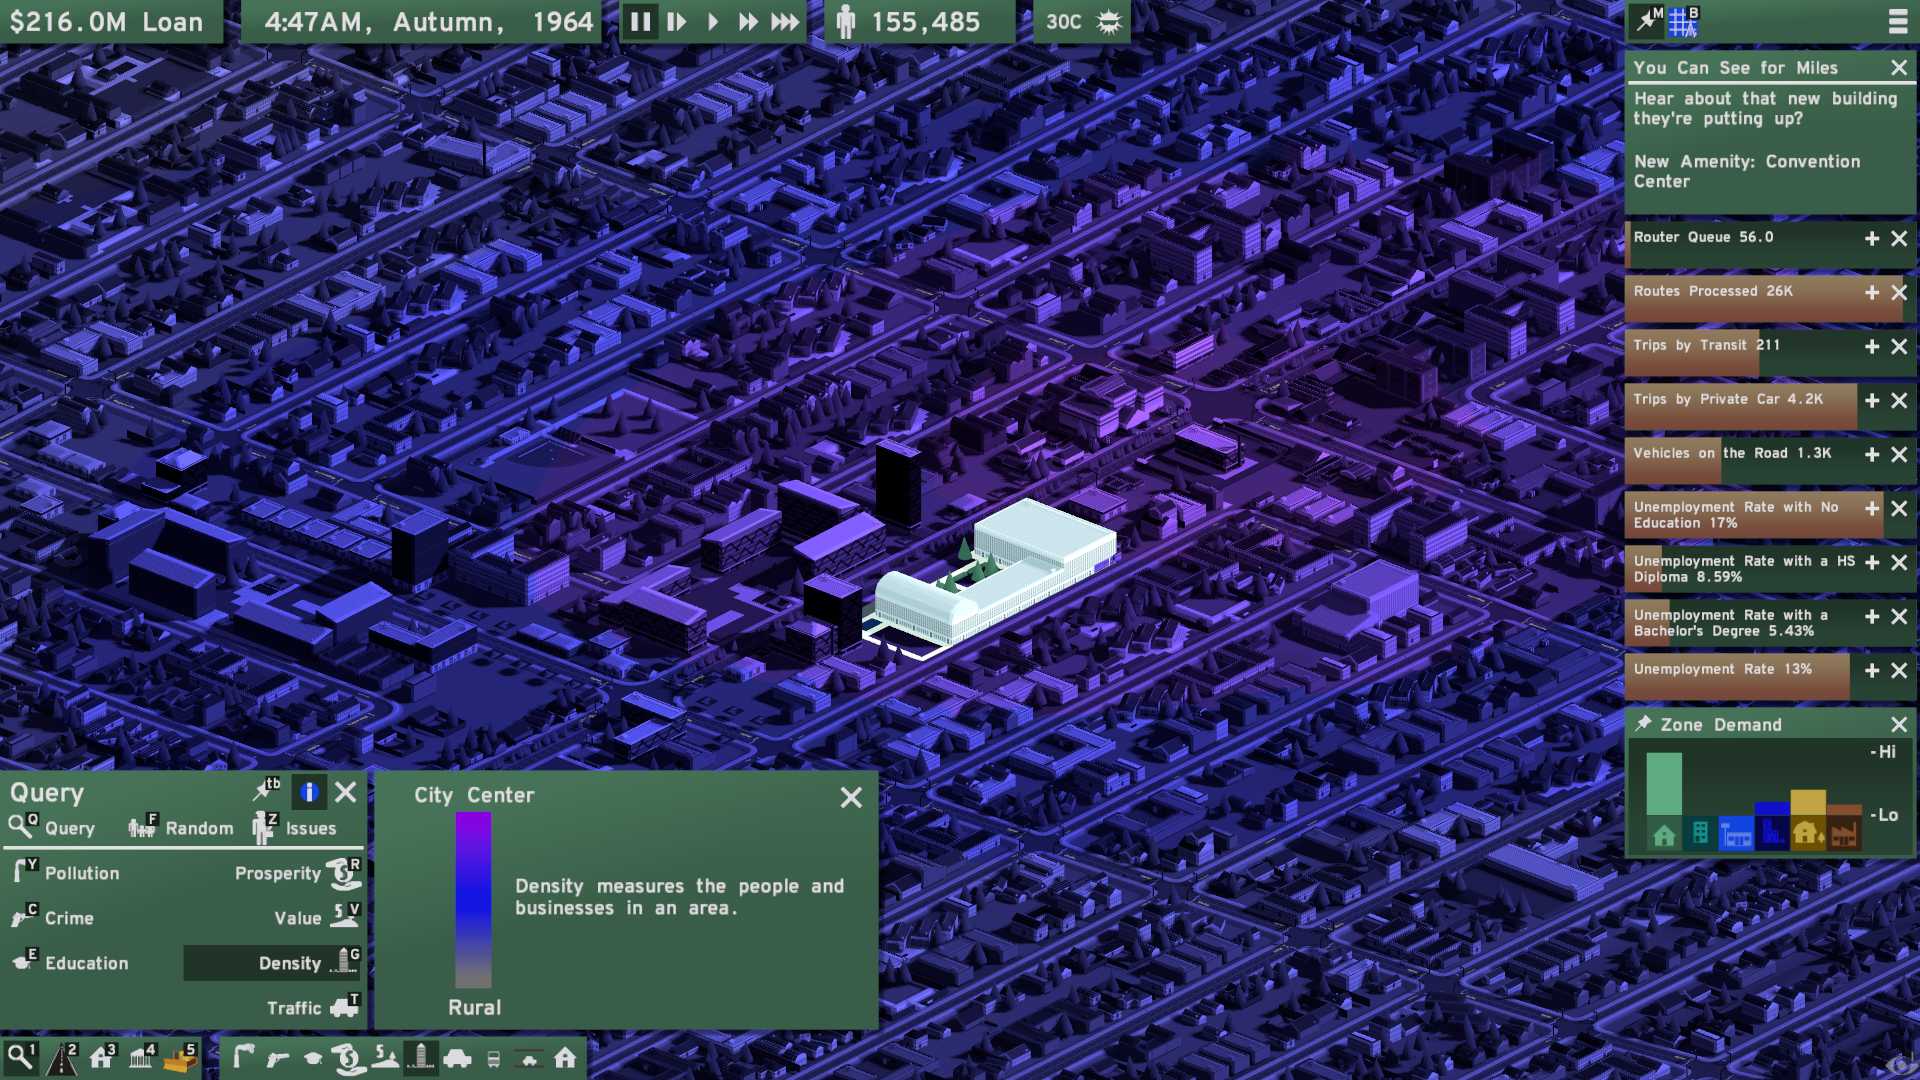 $216.0M Loan
4:47AM, Autumn, 1964
155,485
30C
M
B
You Can See for Miles
Hear about that new building
they're putting up?
New Amenity: Convention
Center
Router Queue 56.0
Routes Processed 26K
Trips by Transit 211
Trips by Private Car 4.2K
Vehicles on the Road 1.3K
Unemployment Rate with No
Education 17%
Unemployment Rate with a HS
Diploma 8.59%
Unemployment Rate with a
Bachelor's Degree 5.43%
Unemployment Rate 13%
Zone Demand
-Hi
-Lo
Query
tb
Q Query
F Random
Z Issues
Y Pollution
Prosperity R
C Crime
Value V
E Education
Density G
Traffic T
City Center
Density measures the people and
businesses in an area.
Rural
1 2 3 4 5